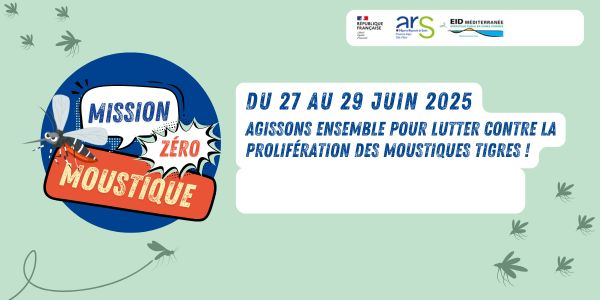 RÉPUBLIQUE
FRANÇAISE
ars
EID MÉDITERRANÉE
MISSION
ZÉRO
MOUSTIQUE
DU 27 AU 29 JUIN 2025
AGISSONS ENSEMBLE POUR LUTTER CONTRE LA
PROLIFÉRATION DES MOUSTIQUES TIGRES !